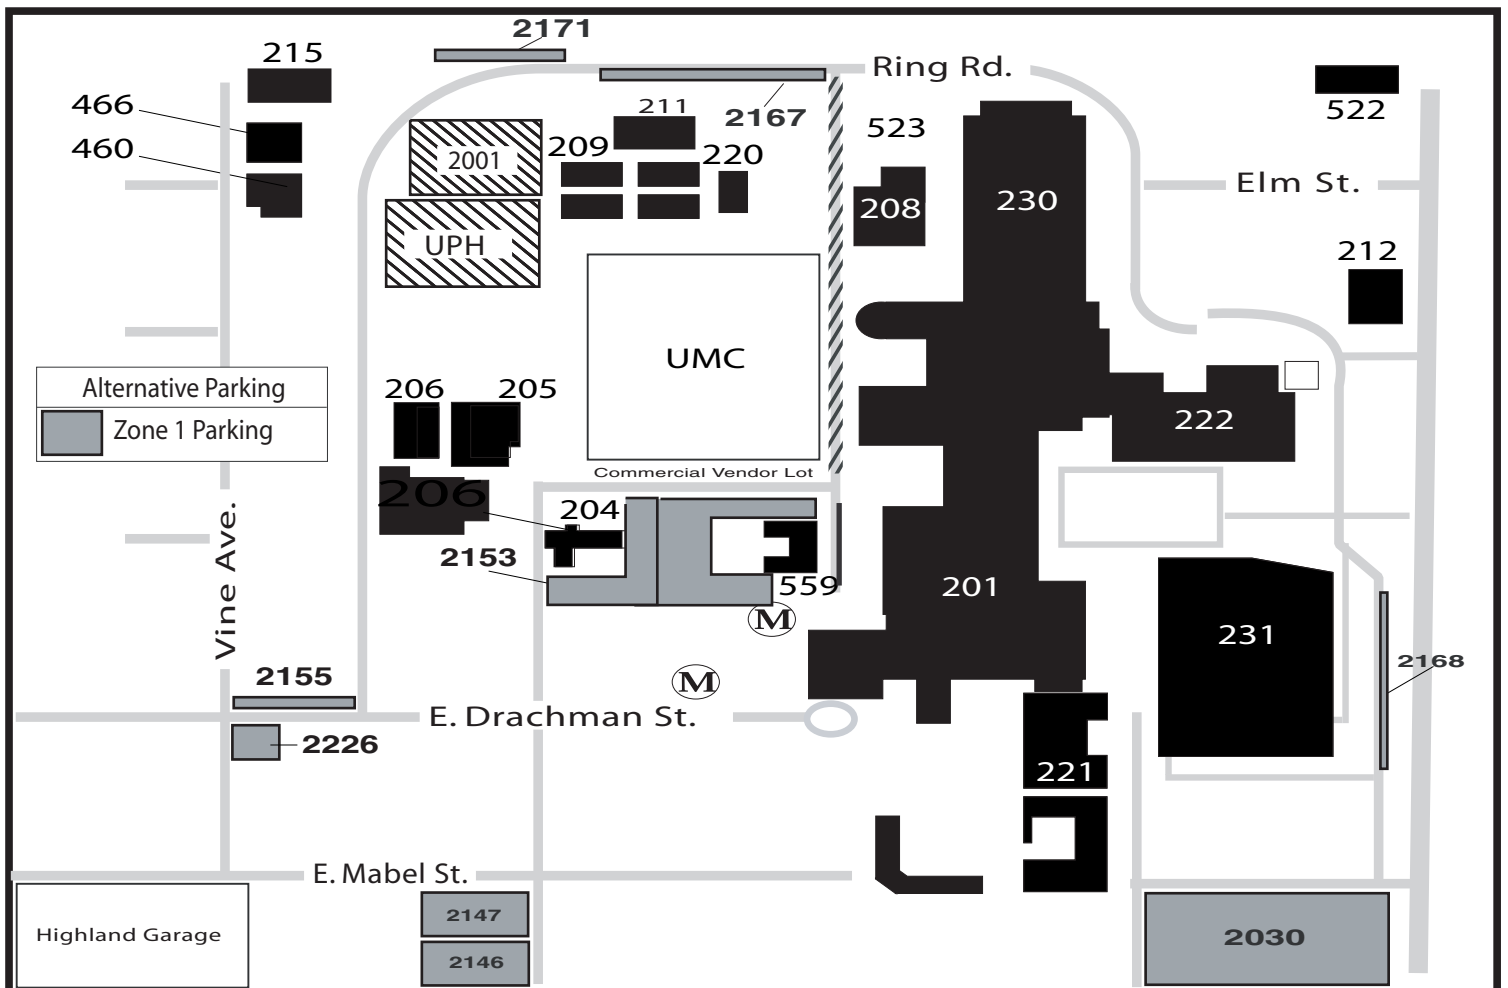 2171
215
Ring Rd.
466
211
2167
522
460
2001
209
220
523
Elm St.
208
230
UPH
212
UMC
Alternative Parking
Zone 1 Parking
206
205
222
Commercial Vendor Lot
206
204
2153
559
201
M
231
Vine Ave.
2168
2155
M
E. Drachman St.
2226
221
E. Mabel St.
2147
Highland Garage
2030
2146